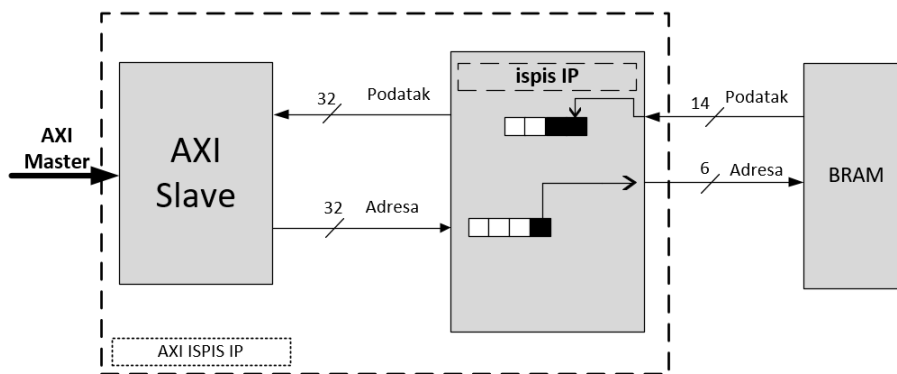 AXI
Master
AXI
Slave
32
Podatak
32
Adresa
ispis IP
14
Podatak
6
Adresa
BRAM
AXI ISPIS IP